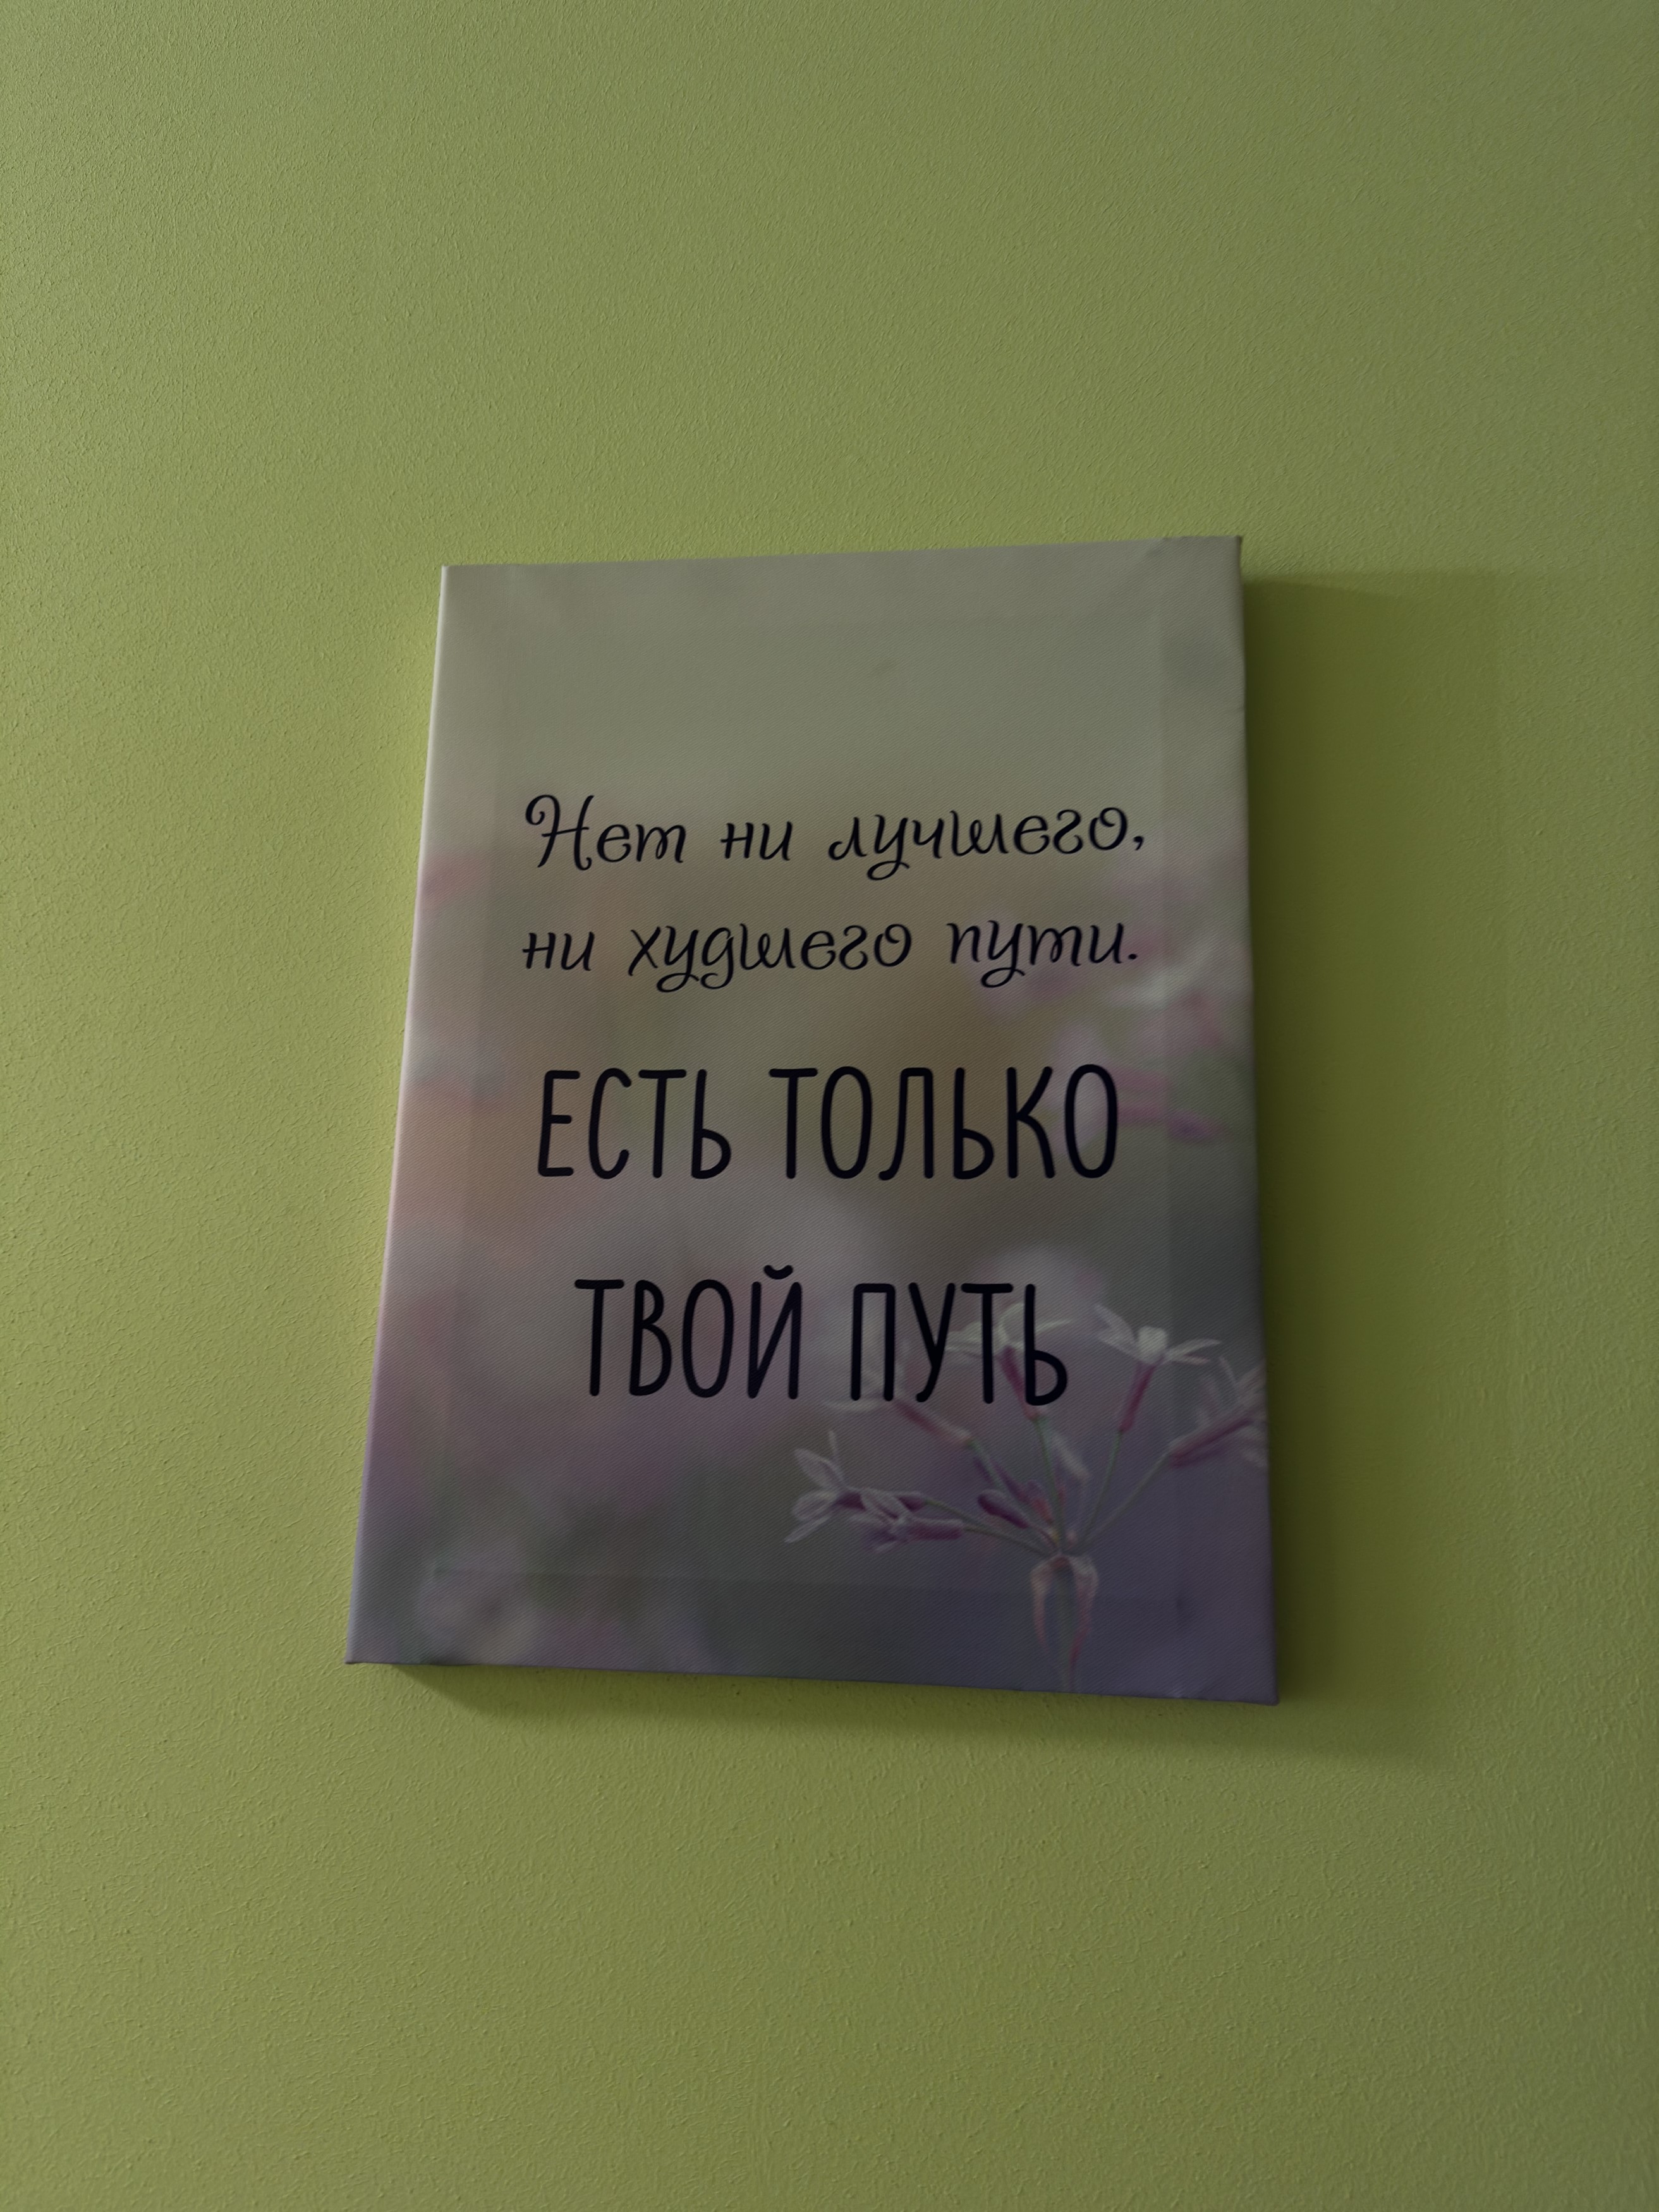 Нет ни лучшего,
ни худшего пути.
ЕСТЬ ТОЛЬКО
ТВОЙ ПУТЬ